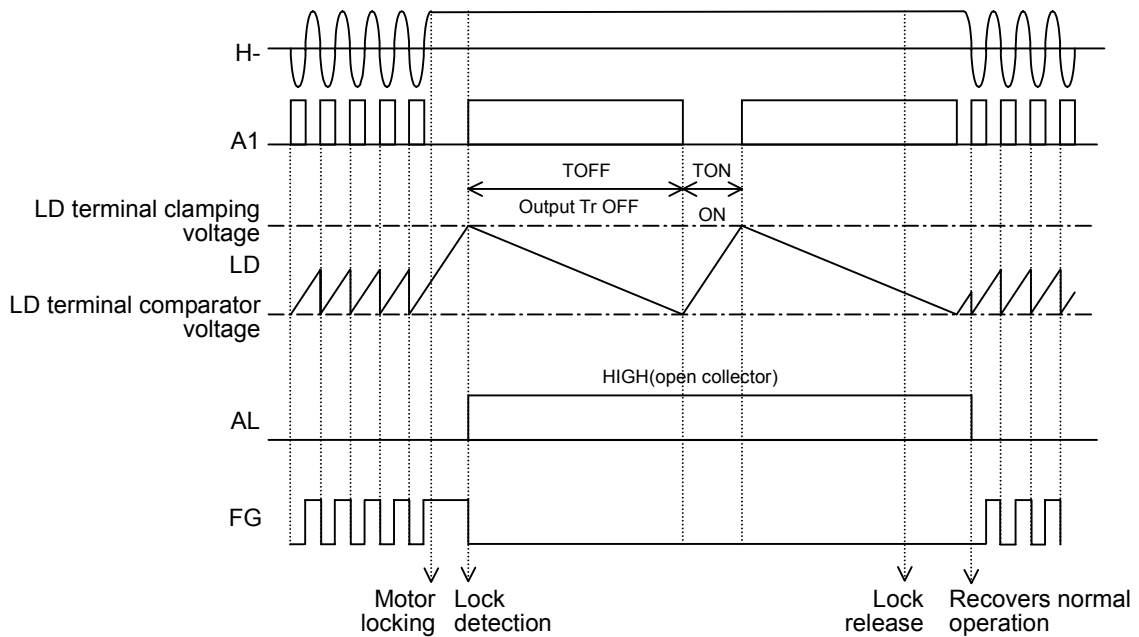 H-
A1
TOFF
TON
LD terminal clamping
voltage
Output Tr OFF
ON
LD
LD terminal comparator
voltage
HIGH(open collector)
AL
FG
Motor
locking
Lock
detection
Lock
release
Recovers normal
operation